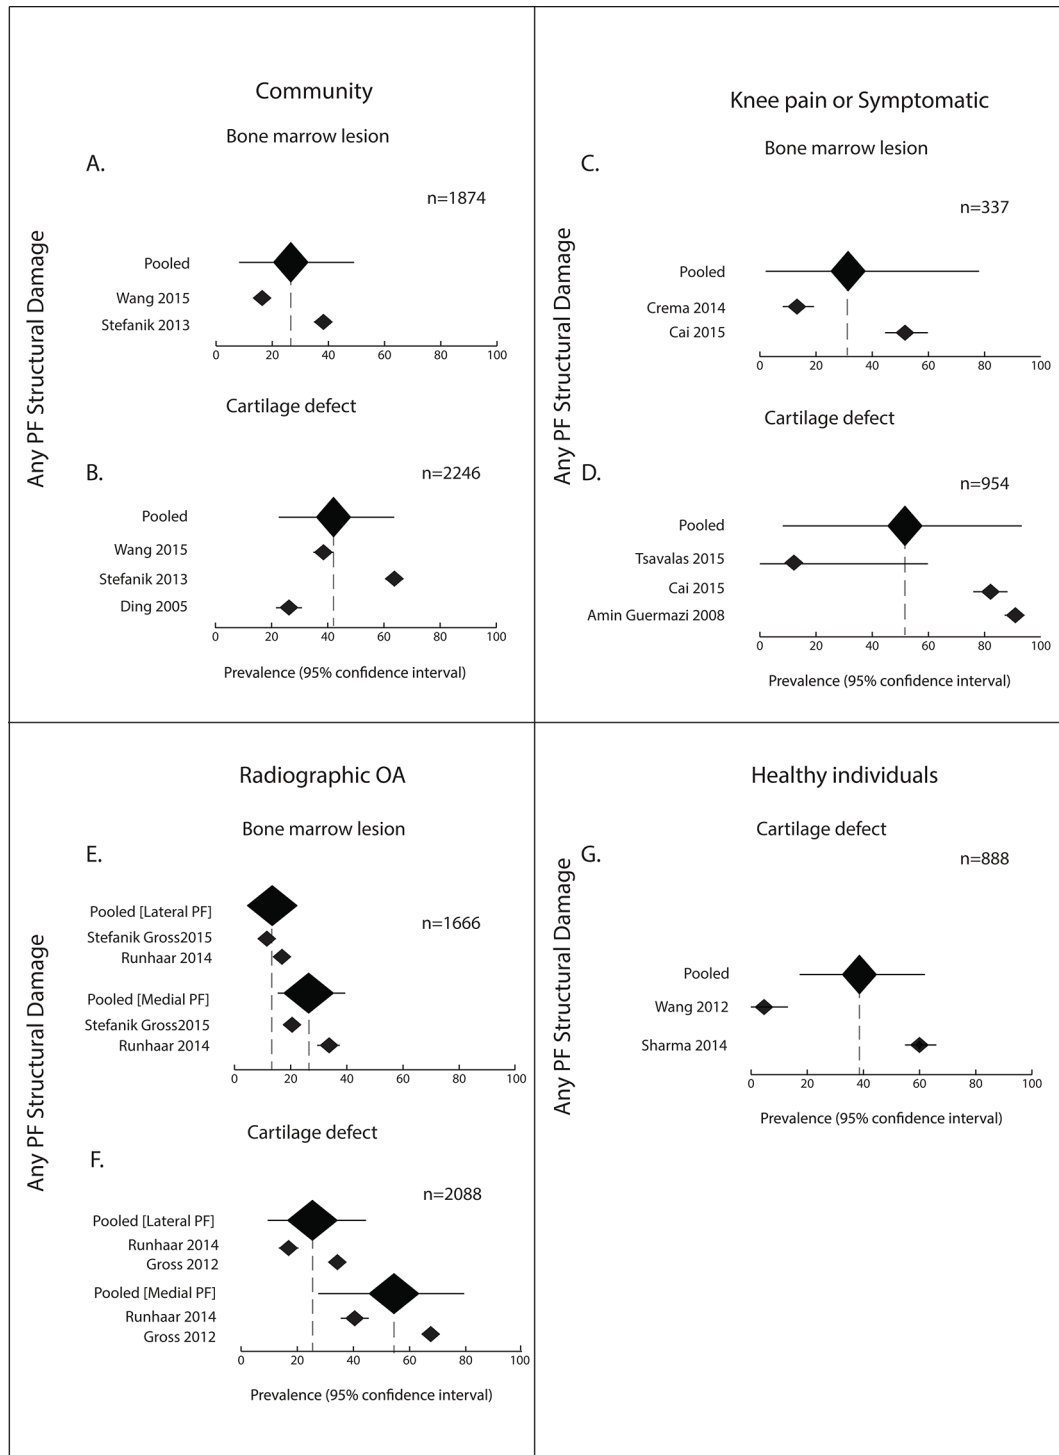 Community
Bone marrow lesion
A.
n=1874
Any PF Structural Damage
Pooled
Wang 2015
Stefanik 2013
0 20 40 60 80 100
Cartilage defect
B.
n=2246
Pooled
Wang 2015
Stefanik 2013
Ding 2005
0 20 40 60 80 100
Prevalence (95% confidence interval)
Knee pain or Symptomatic
Bone marrow lesion
C.
n=337
Any PF Structural Damage
Pooled
Crema 2014
Cai 2015
0 20 40 60 80 100
Cartilage defect
D.
n=954
Pooled
Tsavalas 2015
Cai 2015
Amin Guermazi 2008
0 20 40 60 80 100
Prevalence (95% confidence interval)
Radiographic OA
Bone marrow lesion
E.
n=1666
Any PF Structural Damage
Pooled [Lateral PF]
Stefanik Gross2015
Runhaar 2014
Pooled [Medial PF]
Stefanik Gross2015
Runhaar 2014
0 20 40 60 80 100
Cartilage defect
F.
n=2088
Pooled [Lateral PF]
Runhaar 2014
Gross 2012
Pooled [Medial PF]
Runhaar 2014
Gross 2012
0 20 40 60 80 100
Prevalence (95% confidence interval)
Healthy individuals
Cartilage defect
G.
n=888
Any PF Structural Damage
Pooled
Wang 2012
Sharma 2014
0 20 40 60 80 100
Prevalence (95% confidence interval)